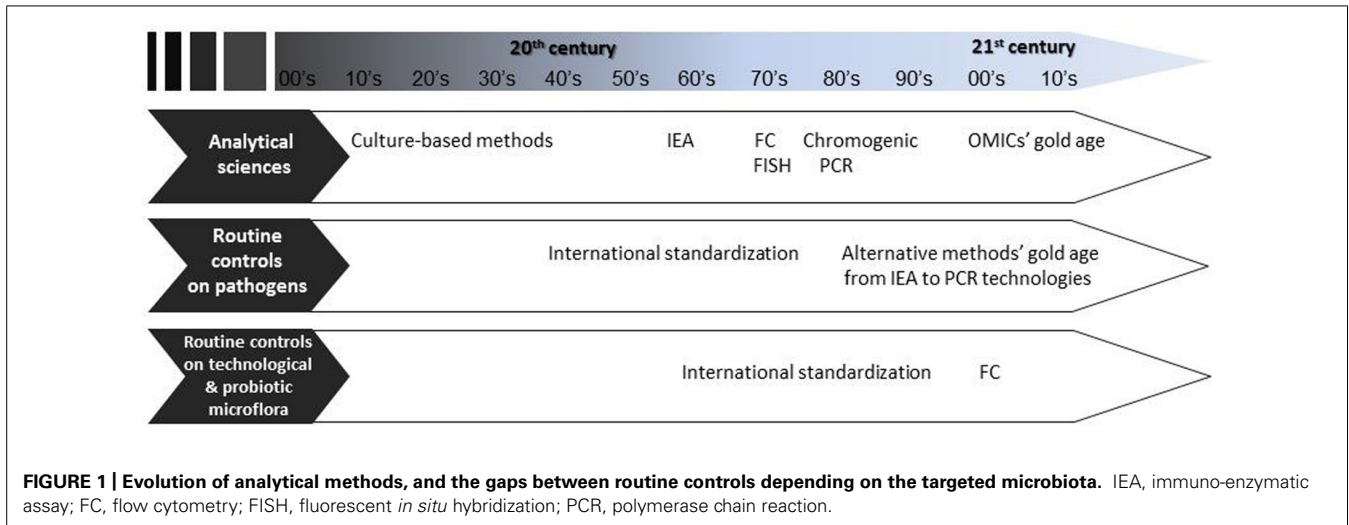 20th century 21st century
00's 10's 20's 30's 40's 50's 60's 70's 80's 90's 00's 10's
Analytical
sciences
Culture-based methods IEA FC Chromogenic OMICs' gold age
FISH PCR
Routine
controls
on pathogens
International standardization Alternative methods' gold age
from IEA to PCR technologies
Routine controls
on technological
& probiotic
microflora
International standardization FC
FIGURE 1 | Evolution of analytical methods, and the gaps between routine controls depending on the targeted microbiota. IEA, immuno-enzymatic
assay; FC, flow cytometry; FISH, fluorescent in situ hybridization; PCR, polymerase chain reaction.